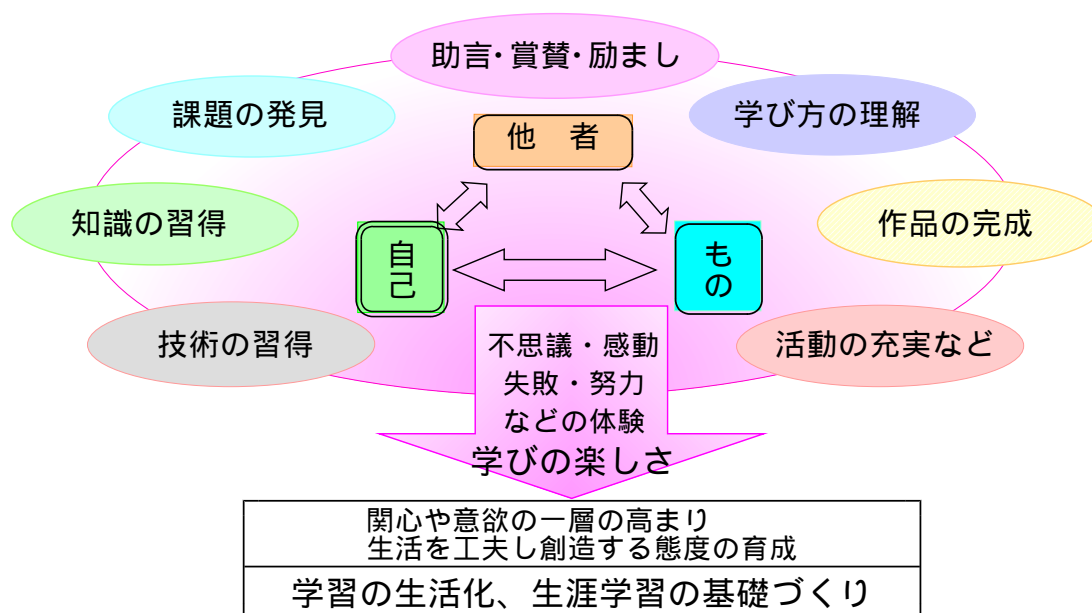 助言・賞賛・励まし
課題の発見
学び方の理解
他　者
知識の習得
作品の完成
自己
もの
技術の習得
活動の充実など
不思議・感動
失敗・努力
などの体験
学びの楽しさ
関心や意欲の一層の高まり
生活を工夫し創造する態度の育成
学習の生活化、生涯学習の基礎づくり